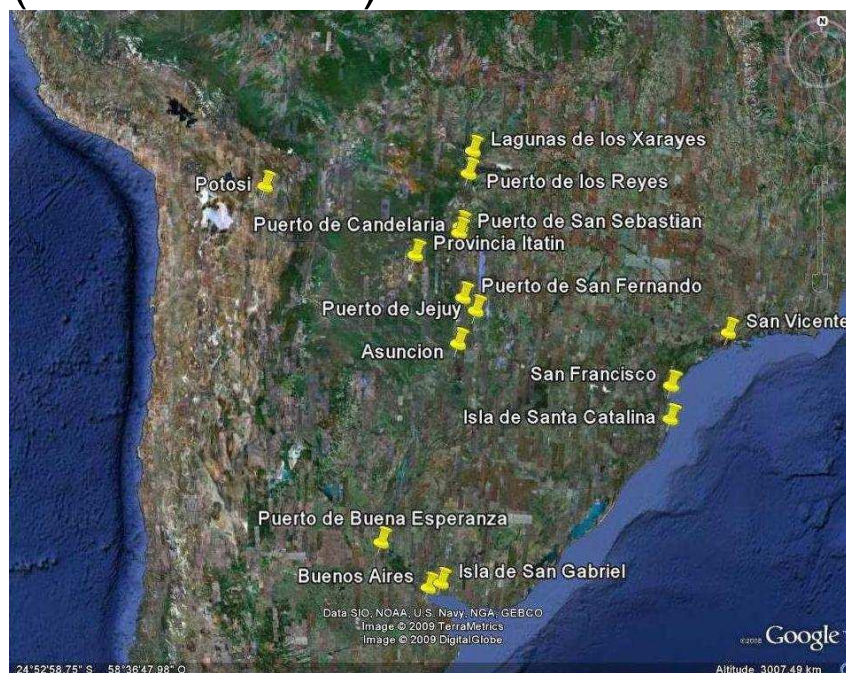 N
Lagunas de los Xarayes
Potosi
Puerto de los Reyes
Puerto de Candelaria
Puerto de San Sebastian
Provincia Itatin
Puerto de San Fernando
Puerto de Jejuy
San Vicente
Asuncion
San Francisco
Isla de Santa Catalina
Puerto de Buena Esperanza
Buenos Aires
Isla de San Gabriel
Data SIO, NOAA, U.S. Navy, NGA, GEBCO
Image © 2009 TerraMetrics
Image © 2009 DigitalGlobe
©2008 Google
24°52'58.75" S 58°36'47.98" O
Altitude 3007.49 km